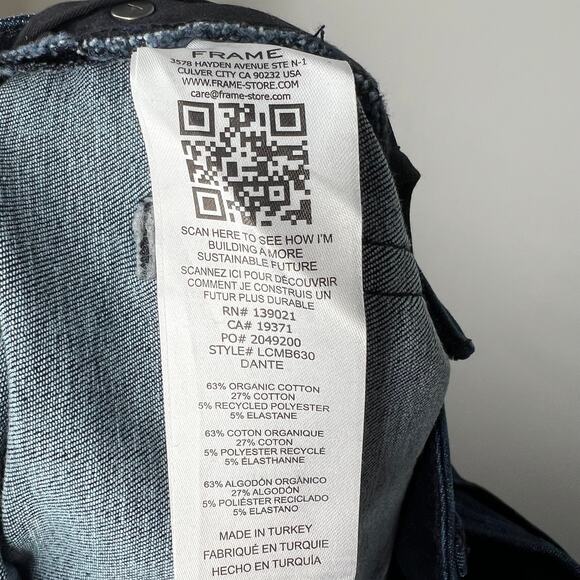 FRAME
3578 HAYDEN AVENUE STE N-1
CULVER CITY CA 90232 USA
WWW.FRAME-STORE.COM
care@frame-store.com
SCAN HERE TO SEE HOW I'M
BUILDING A MORE
SUSTAINABLE FUTURE
SCANNEZ ICI POUR DÉCOUVRIR
COMMENT JE CONSTRUIS UN
FUTUR PLUS DURABLE
RN# 139021
CA# 19371
PO# 2049200
STYLE# LCMB630
DANTE
63% ORGANIC COTTON
27% COTTON
5% RECYCLED POLYESTER
5% ELASTANE
63% COTON ORGANIQUE
27% COTON
5% POLYESTER RECYCLÉ
5% ÉLASTHANNE
63% ALGODÓN ORGÁNICO
27% ALGODÓN
5% POLIÉSTER RECICLADO
5% ELASTANO
MADE IN TURKEY
FABRIQUÉ EN TURQUIE
HECHO EN TURQUÍA